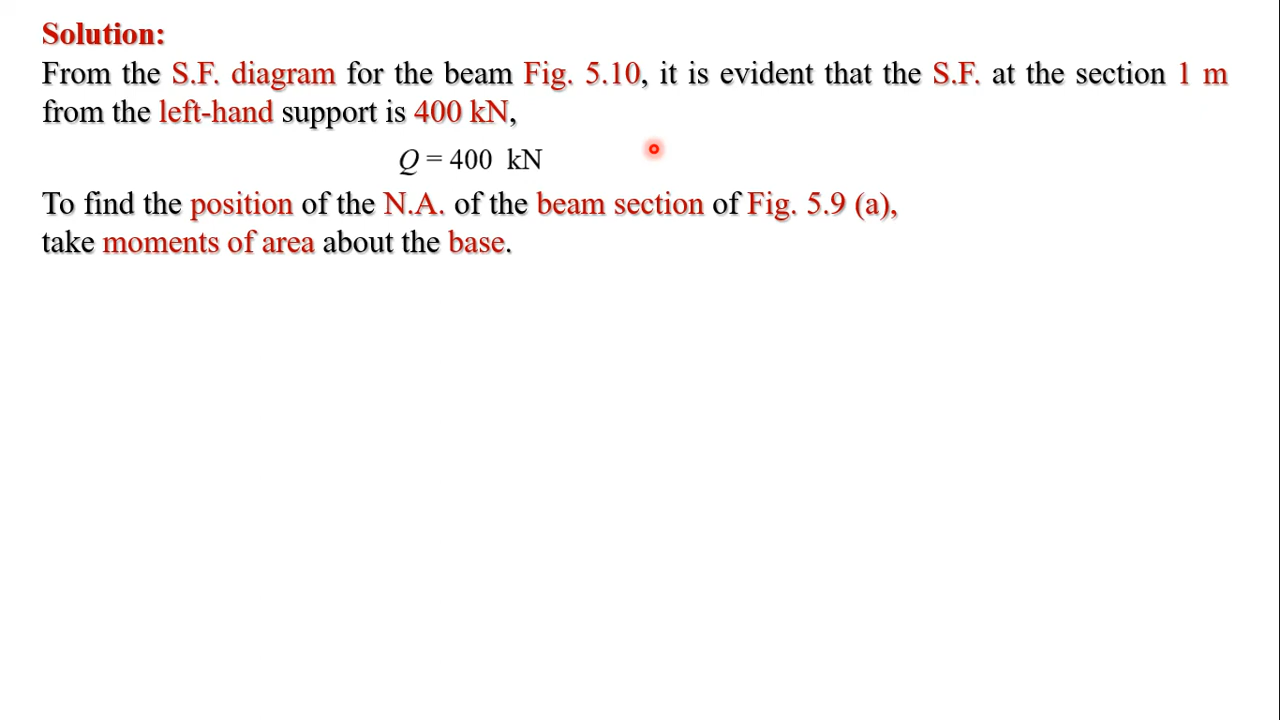 Solution:
From the S.F. diagram for the beam Fig. 5.10, it is evident that the S.F. at the section 1 m
from the left-hand support is 400 kN,
Q = 400 kN
To find the position of the N.A. of the beam section of Fig. 5.9 (a),
take moments of area about the base.